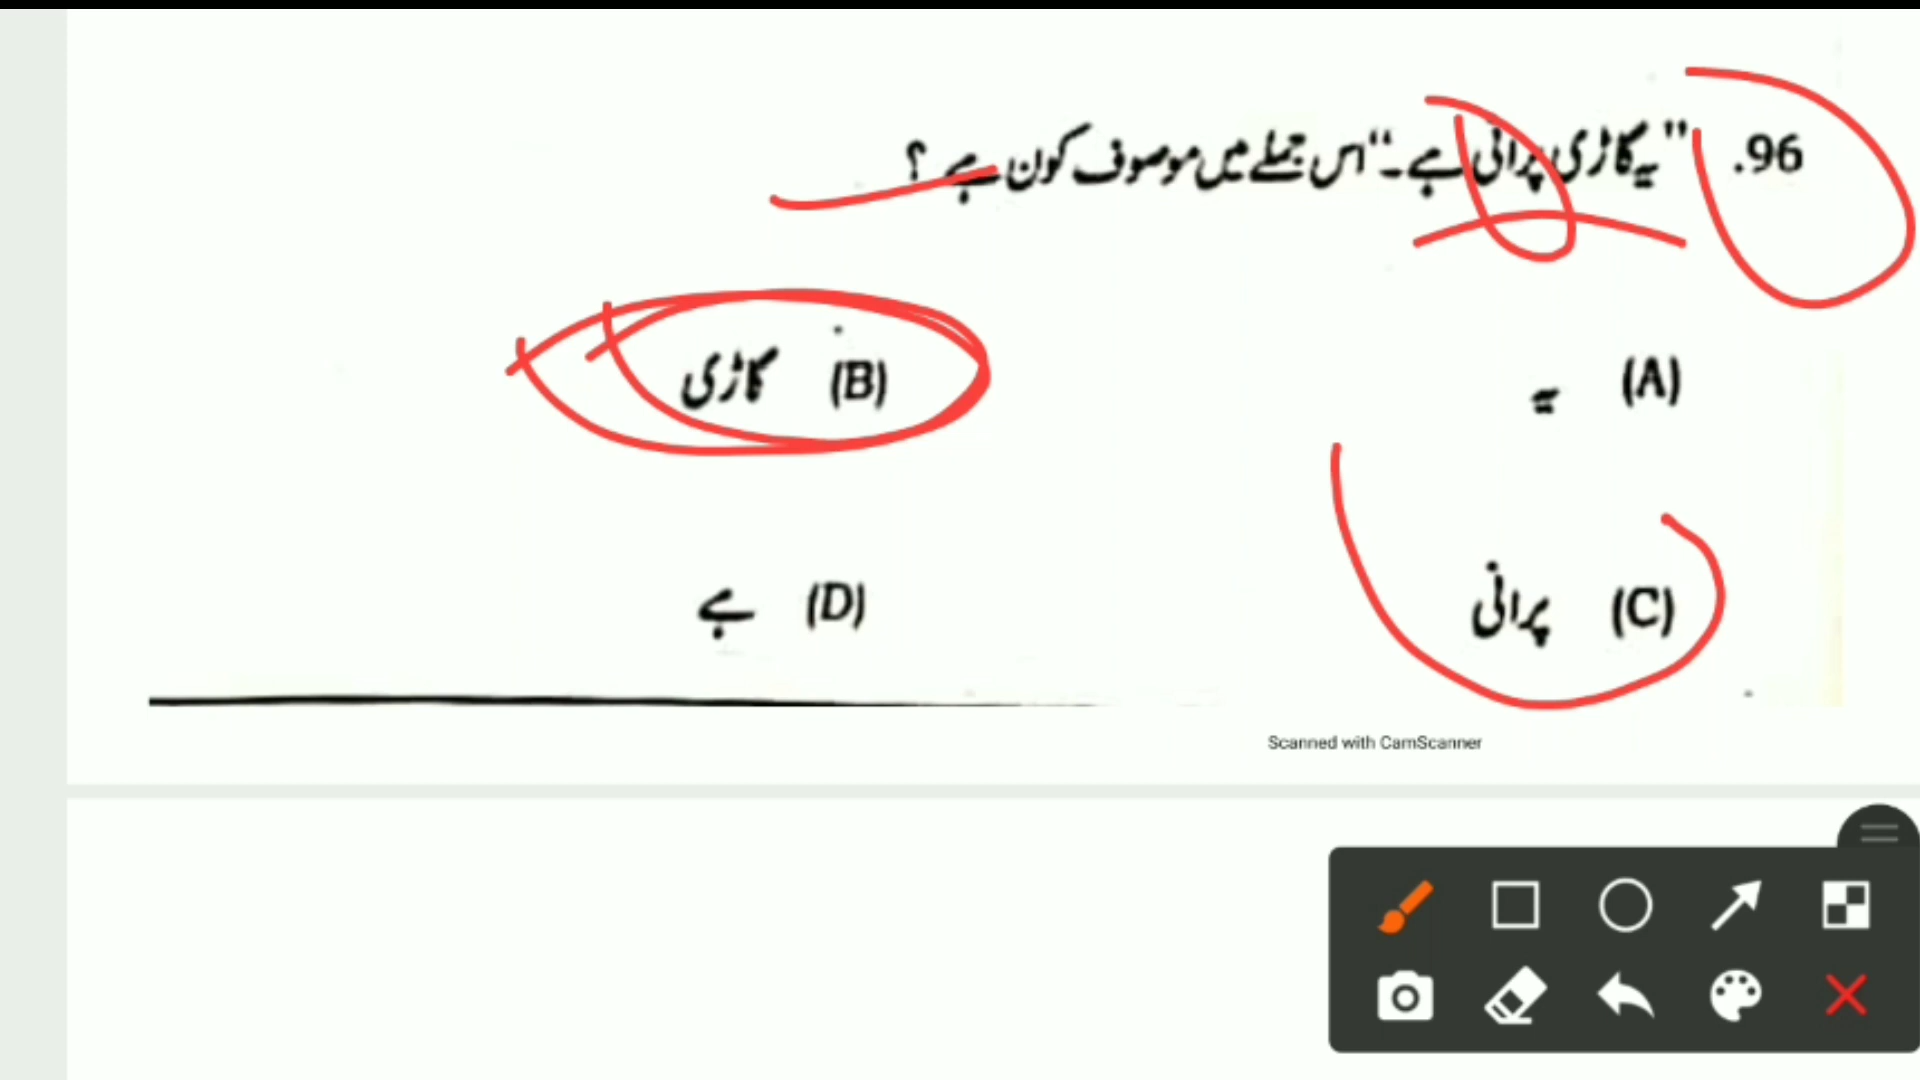 96. "یہ گاڑی پرانی ہے۔" اس جملے میں موصوف کون ہے ؟
(A) یہ (B) گاڑی
(C) پرانی (D) ہے
Scanned with CamScanner